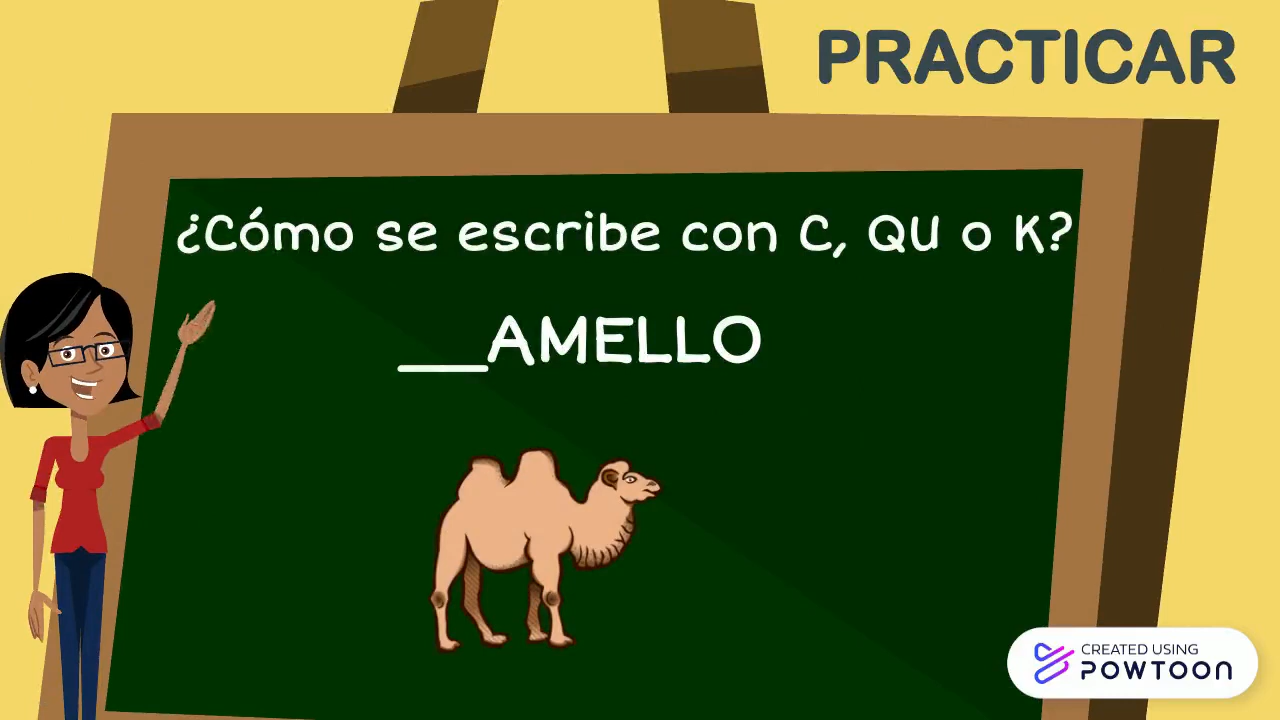 PRACTICAR
¿Cómo se escribe con C, QU o K?
___AMELLO
CREATED USING
POWTOON